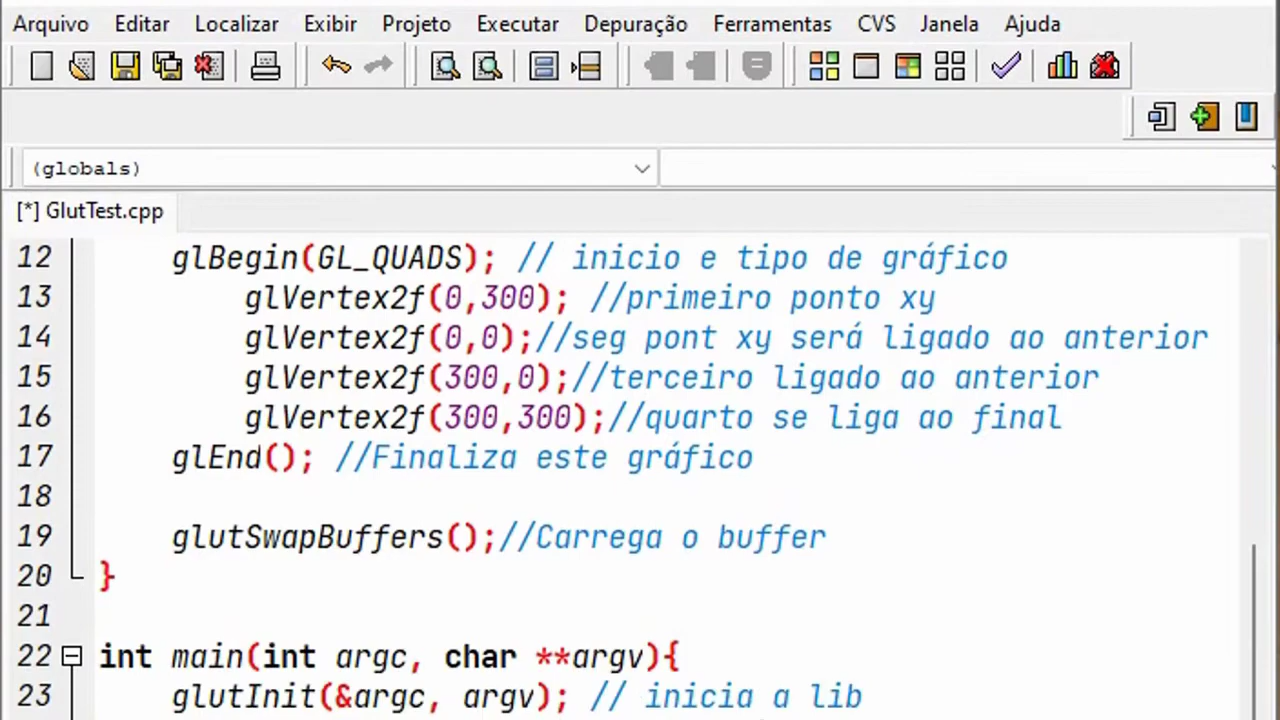 Arquivo Editar Localizar Exibir Projeto Executar Depuração Ferramentas CVS Janela Ajuda
(globals)
[*] GlutTest.cpp
12 glBegin(GL_QUADS); // inicio e tipo de gráfico
13 glVertex2f(0,300); //primeiro ponto xy
14 glVertex2f(0,0);//seg pont xy será ligado ao anterior
15 glVertex2f(300,0);//terceiro ligado ao anterior
16 glVertex2f(300,300);//quarto se liga ao final
17 glEnd(); //Finaliza este gráfico
18
19 glutSwapBuffers();//Carrega o buffer
20 }
21
22 int main(int argc, char **argv){
23 glutInit(&argc, argv); // inicia a lib